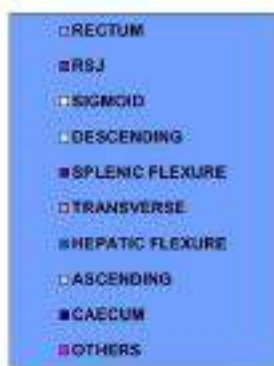 RECTUM
RSJ
SIGMOID
DESCENDING
SPLENIC FLEXURE
TRANSVERSE
HEPATIC FLEXURE
ASCENDING
CAECUM
OTHERS